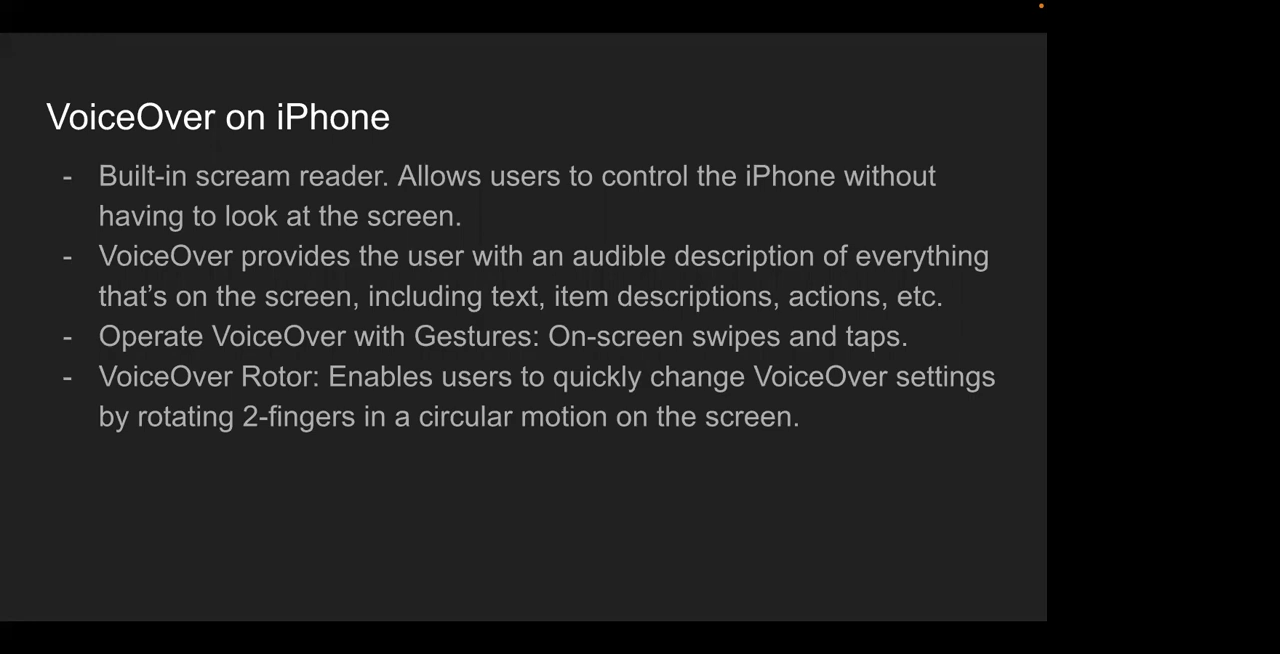 VoiceOver on iPhone
- Built-in scream reader. Allows users to control the iPhone without
having to look at the screen.
- VoiceOver provides the user with an audible description of everything
that’s on the screen, including text, item descriptions, actions, etc.
- Operate VoiceOver with Gestures: On-screen swipes and taps.
- VoiceOver Rotor: Enables users to quickly change VoiceOver settings
by rotating 2-fingers in a circular motion on the screen.